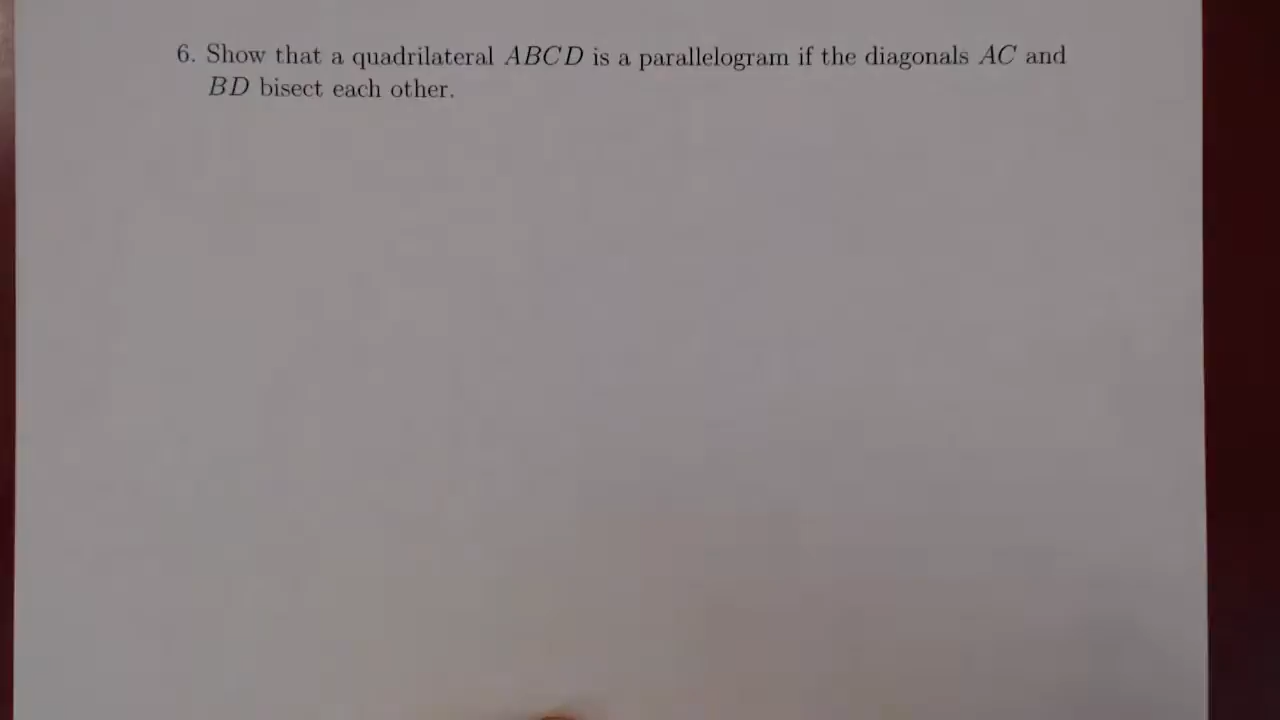 6. Show that a quadrilateral ABCD is a parallelogram if the diagonals AC and
BD bisect each other.